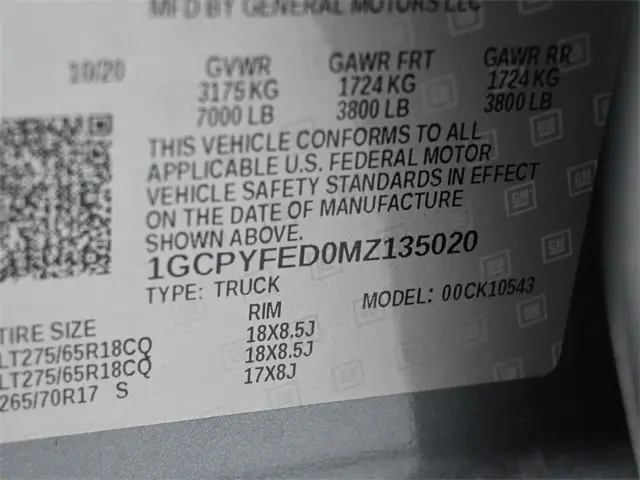 MFD BY GENERAL MOTORS LLC
10/20 GVWR GAWR FRT GAWR RR
3175 KG 1724 KG 1724 KG
7000 LB 3800 LB 3800 LB
THIS VEHICLE CONFORMS TO ALL
APPLICABLE U.S. FEDERAL MOTOR
VEHICLE SAFETY STANDARDS IN EFFECT
ON THE DATE OF MANUFACTURE
SHOWN ABOVE.
1GCPYFED0MZ135020
TYPE: TRUCK MODEL: 00CK10543
TIRE SIZE RIM
LT275/65R18CQ 18X8.5J
LT275/65R18CQ 18X8.5J
265/70R17 S 17X8J